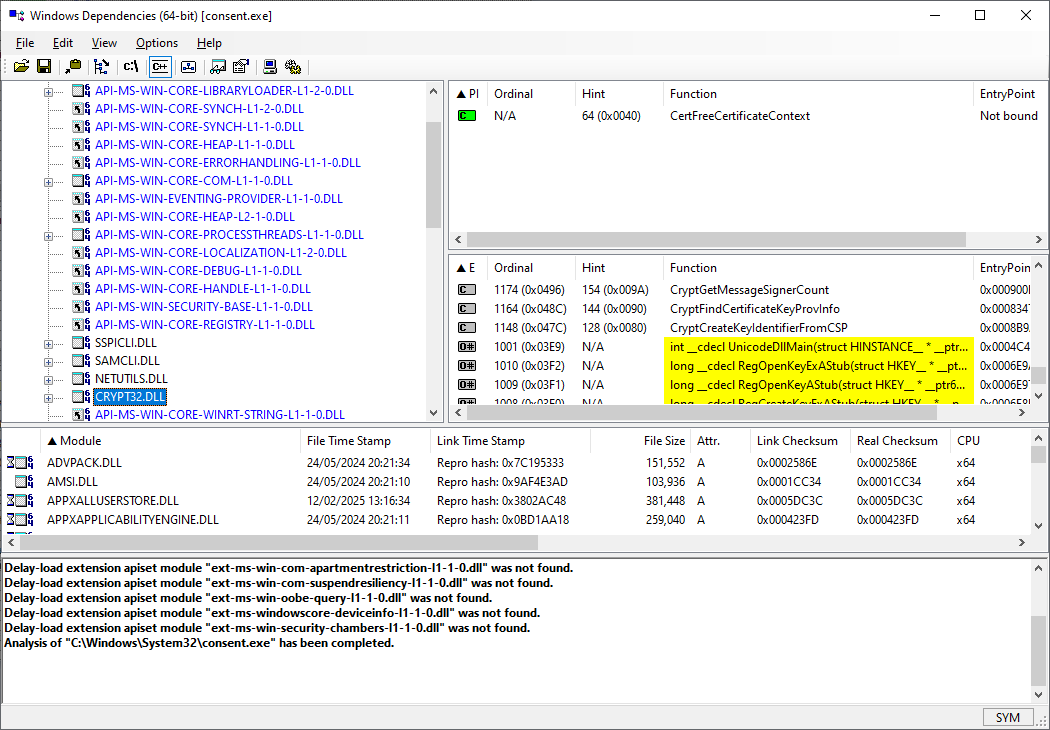 Windows Dependencies (64-bit) [consent.exe]
File Edit View Options Help
C:\ C++
API-MS-WIN-CORE-LIBRARYLOADER-L1-2-0.DLL
API-MS-WIN-CORE-SYNCH-L1-2-0.DLL
API-MS-WIN-CORE-SYNCH-L1-1-0.DLL
API-MS-WIN-CORE-HEAP-L1-1-0.DLL
API-MS-WIN-CORE-ERRORHANDLING-L1-1-0.DLL
API-MS-WIN-CORE-COM-L1-1-0.DLL
API-MS-WIN-EVENTING-PROVIDER-L1-1-0.DLL
API-MS-WIN-CORE-HEAP-L2-1-0.DLL
API-MS-WIN-CORE-PROCESSTHREADS-L1-1-0.DLL
API-MS-WIN-CORE-LOCALIZATION-L1-2-0.DLL
API-MS-WIN-CORE-DEBUG-L1-1-0.DLL
API-MS-WIN-CORE-HANDLE-L1-1-0.DLL
API-MS-WIN-SECURITY-BASE-L1-1-0.DLL
API-MS-WIN-CORE-REGISTRY-L1-1-0.DLL
SSPICLI.DLL
SAMCLI.DLL
NETUTILS.DLL
CRYPT32.DLL
API-MS-WIN-CORE-WINRT-STRING-L1-1-0.DLL
PI Ordinal Hint Function EntryPoint
C N/A 64 (0x0040) CertFreeCertificateContext Not bound
E Ordinal Hint Function EntryPoin
C 1174 (0x0496) 154 (0x009A) CryptGetMessageSignerCount 0x000900
C 1164 (0x048C) 144 (0x0090) CryptFindCertificateKeyProvInfo 0x000834
C 1148 (0x047C) 128 (0x0080) CryptCreateKeyIdentifierFromCSP 0x0008B9
O# 1001 (0x03E9) N/A int __cdecl UnicodeDllMain(struct HINSTANCE__ * __ptr... 0x0004C4
O# 1010 (0x03F2) N/A long __cdecl RegOpenKeyExAStub(struct HKEY__ * __pt... 0x0006E9
O# 1009 (0x03F1) N/A long __cdecl RegOpenKeyAStub(struct HKEY__ * __ptr6... 0x0006E9
O# 1008 (0x03F0) N/A long __cdecl RegCreateKeyExAStub(struct HKEY__ *
Module File Time Stamp Link Time Stamp File Size Attr. Link Checksum Real Checksum CPU
ADVPACK.DLL 24/05/2024 20:21:34 Repro hash: 0x7C195333 151,552 A 0x0002586E 0x0002586E x64
AMSI.DLL 24/05/2024 20:21:10 Repro hash: 0x9AF4E3AD 103,936 A 0x0001CC34 0x0001CC34 x64
APPXALLUSERSTORE.DLL 12/02/2025 13:16:34 Repro hash: 0x3802AC48 381,448 A 0x0005DC3C 0x0005DC3C x64
APPXAPPLICABILITYENGINE.DLL 24/05/2024 20:21:11 Repro hash: 0x0BD1AA18 259,040 A 0x000423FD 0x000423FD x64
Delay-load extension apiset module "ext-ms-win-com-apartmentrestriction-l1-1-0.dll" was not found.
Delay-load extension apiset module "ext-ms-win-com-suspendresiliency-l1-1-0.dll" was not found.
Delay-load extension apiset module "ext-ms-win-oobe-query-l1-1-0.dll" was not found.
Delay-load extension apiset module "ext-ms-windowscore-deviceinfo-l1-1-0.dll" was not found.
Delay-load extension apiset module "ext-ms-win-security-chambers-l1-1-0.dll" was not found.
Analysis of "C:\Windows\System32\consent.exe" has been completed.
SYM